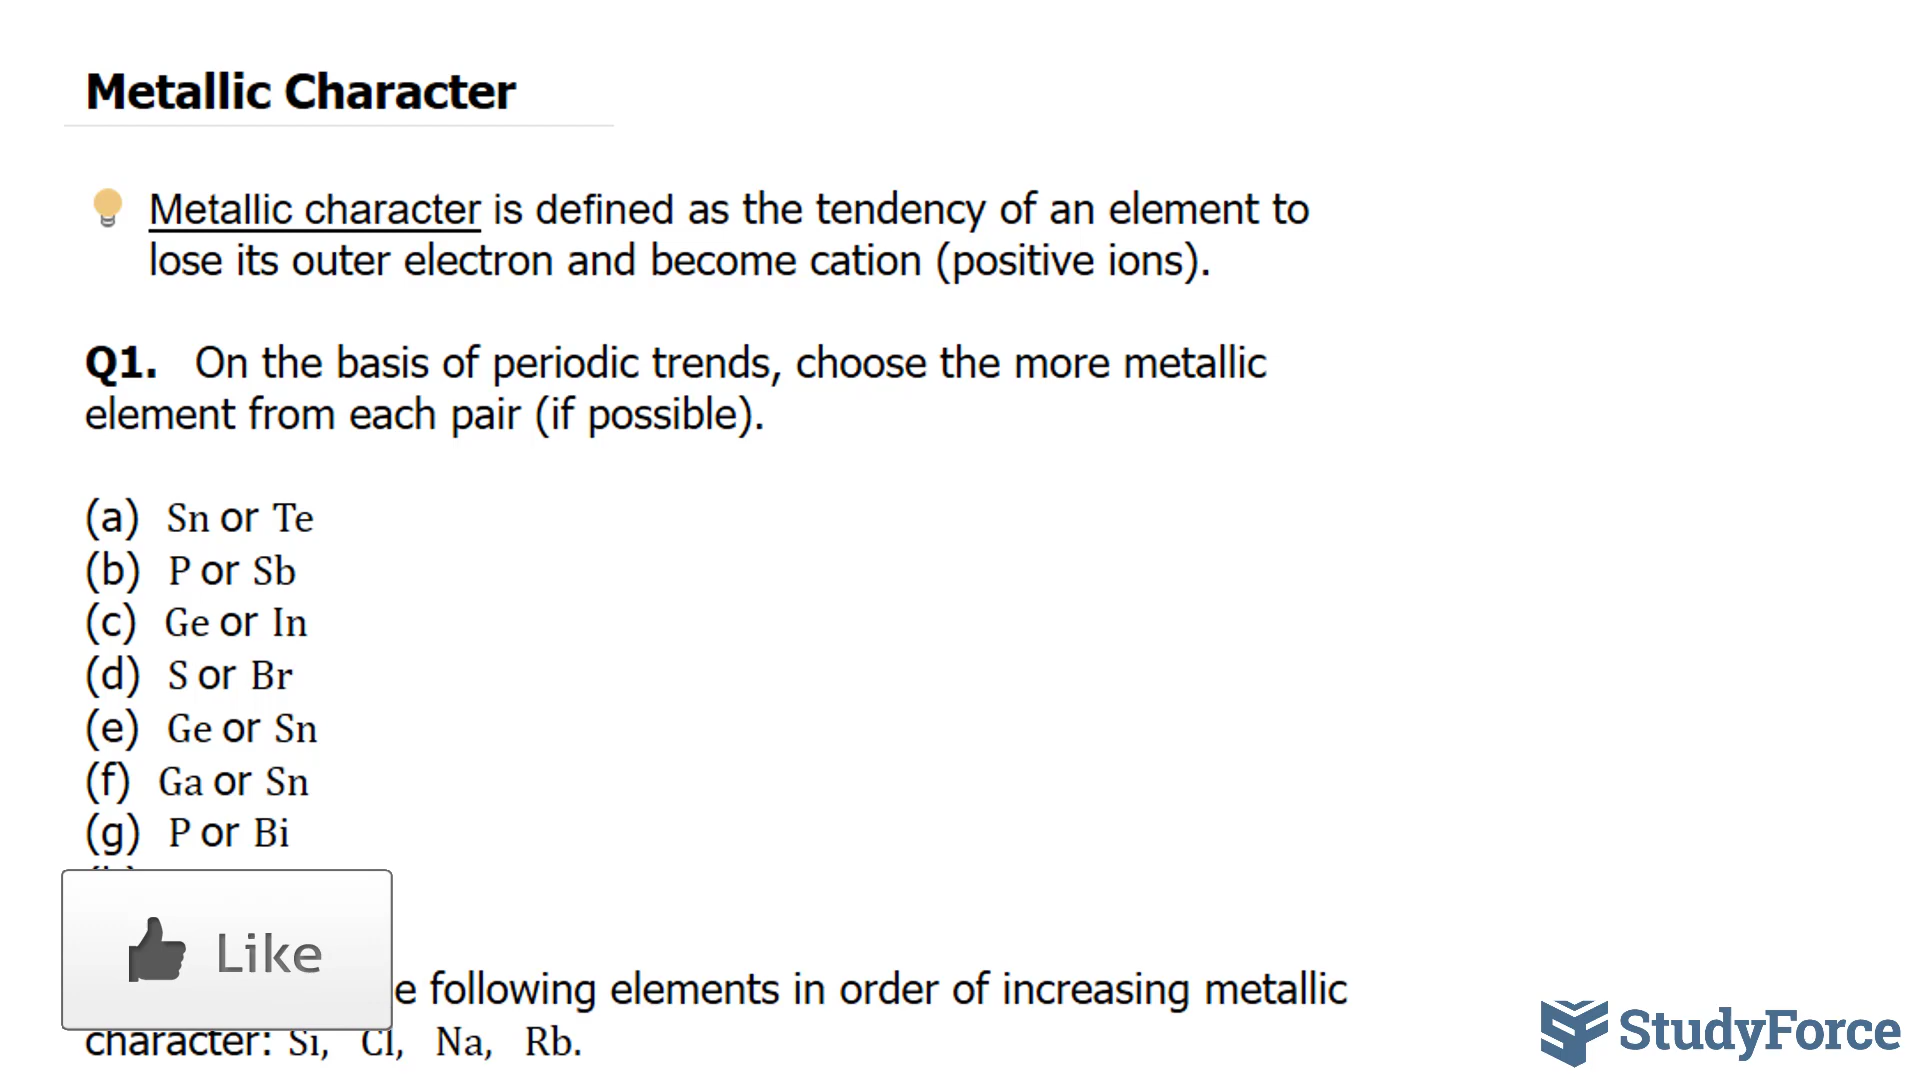 Metallic Character
Metallic character is defined as the tendency of an element to
lose its outer electron and become cation (positive ions).
Q1. On the basis of periodic trends, choose the more metallic
element from each pair (if possible).
(a) Sn or Te
(b) P or Sb
(c) Ge or In
(d) S or Br
(e) Ge or Sn
(f) Ga or Sn
(g) P or Bi
Like
following elements in order of increasing metallic
character: Si, Cl, Na, Rb.
StudyForce